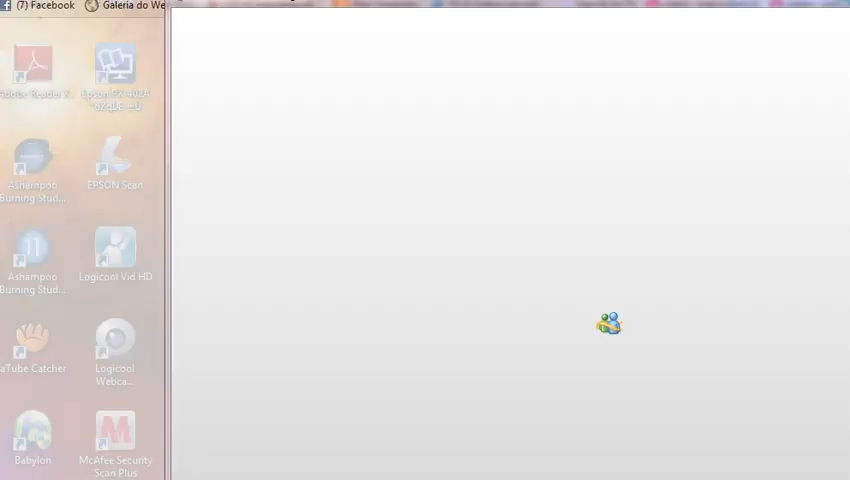 (7) Facebook
Galeria do We
Adobe Reader X
Epson PX-402A
Ashampoo
Burning Stud...
EPSON Scan
Ashampoo
Burning Stud...
Logicool Vid HD
aTube Catcher
Logicool
Webca...
Babylon
McAfee Security
Scan Plus